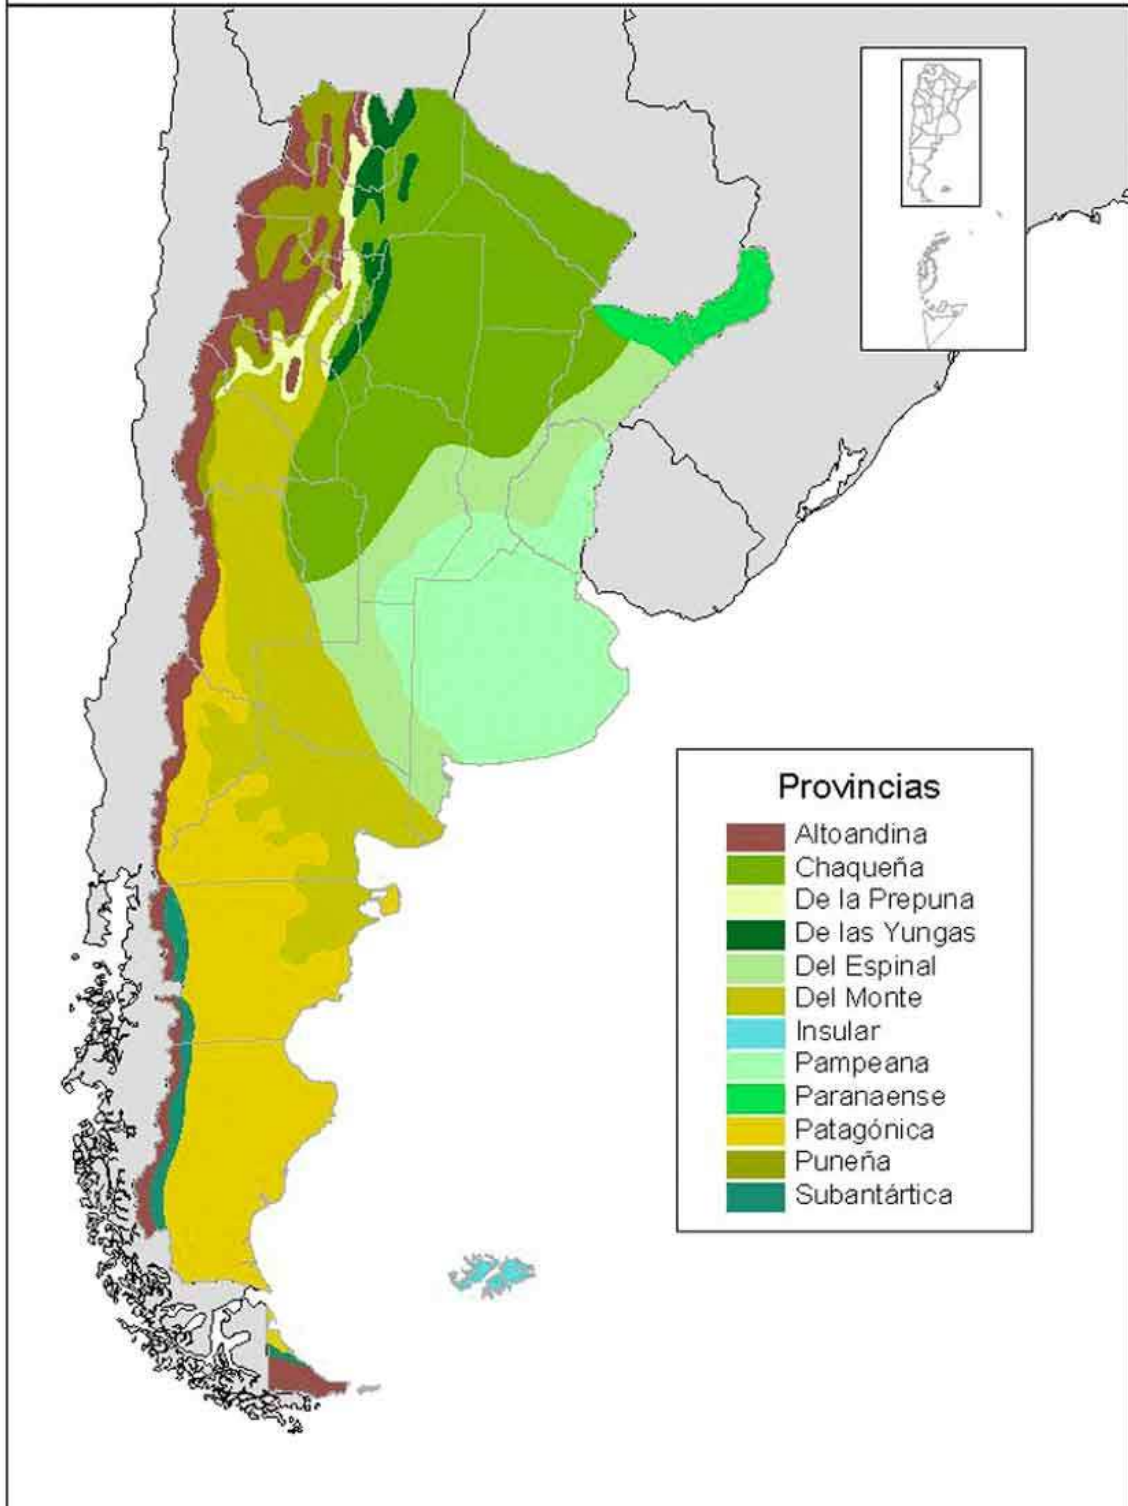 Provincias
Altoandina
Chaqueña
De la Prepuna
De las Yungas
Del Espinal
Del Monte
Insular
Pampeana
Paranaense
Patagónica
Puneña
Subantártica